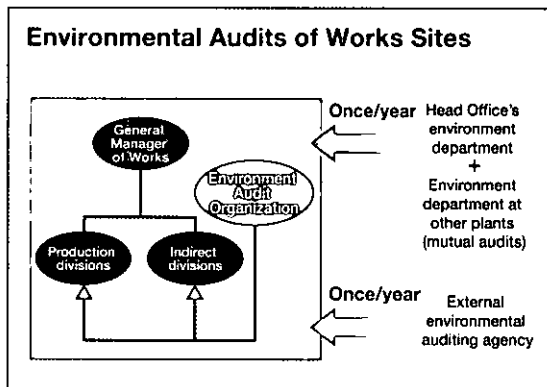 Environmental Audits of Works Sites
General
Manager
of Works
Environment
Audit
Organization
Production
divisions
Indirect
divisions
Once/year
Head Office's
environment
department
+
Environment
department at
other plants
(mutual audits)
Once/year
External
environmental
auditing agency